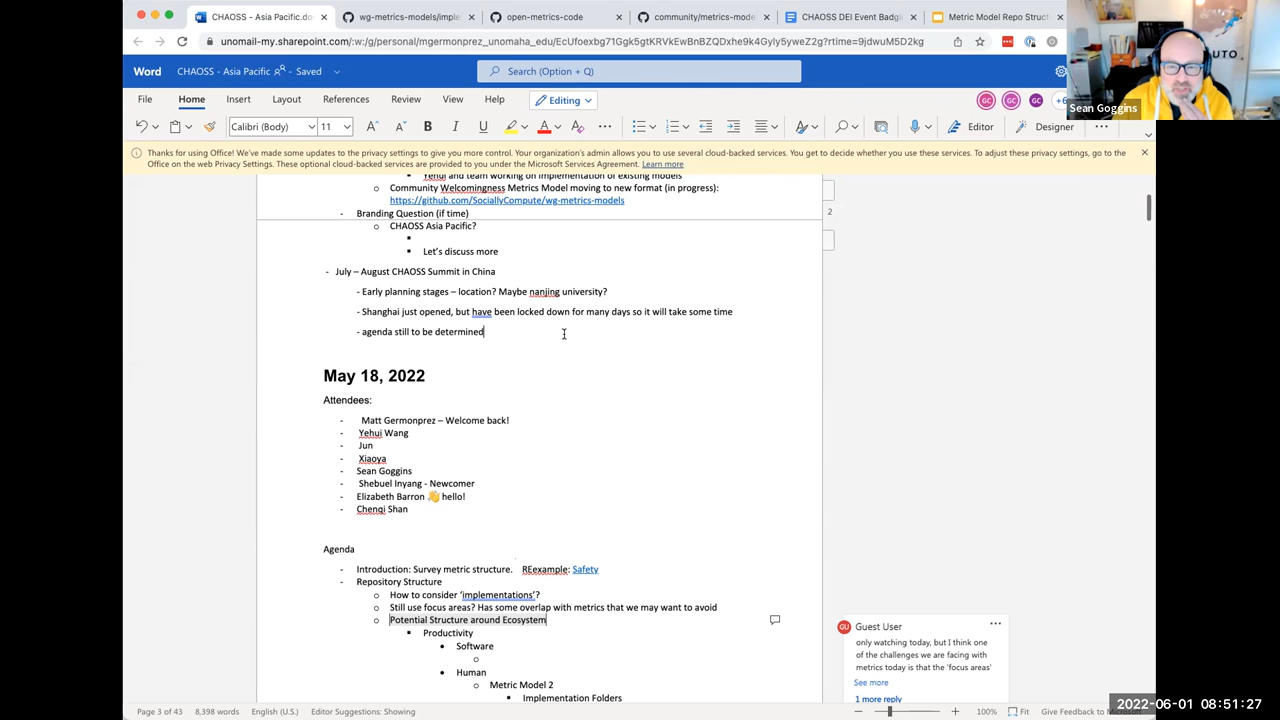 CHAOSS - Asia Pacific.do
wg-metrics-models/imple
open-metrics-code
community/metrics-mode
CHAOSS DEI Event Badgi
Metric Model Repo Struct
unomail-my.sharepoint.com/:w:/g/personal/mgermonprez_unomaha_edu/EcUfoexbg71Ggk5gtKRVkEwBnBZQDxhe9k4Gyly5yweZ2g?rtime=9jdwuM5D2kg
Word CHAOSS - Asia Pacific - Saved
Search (Option + Q)
Sean Goggins
File Home Insert Layout References Review View Help Editing
GC GC GC +6
Calibri (Body) 11 A A B I U A A Editor Designer
Thanks for using Office! We've made some updates to the privacy settings to give you more control. Your organization's admin allows you to use several cloud-backed services. You get to decide whether you use these services. To adjust these privacy settings, go to the
Office on the web Privacy Settings. These optional cloud-backed services are provided to you under the Microsoft Services Agreement. Learn more
Yehui and team working on implementation of existing models
o Community Welcomingness Metrics Model moving to new format (in progress):
https://github.com/SociallyCompute/wg-metrics-models
2
- Branding Question (if time)
o CHAOSS Asia Pacific?
▪
▪ Let's discuss more
- July – August CHAOSS Summit in China
- Early planning stages – location? Maybe nanjing university?
- Shanghai just opened, but have been locked down for many days so it will take some time
- agenda still to be determined
May 18, 2022
Attendees:
- Matt Germonprez – Welcome back!
- Yehui Wang
- Jun
- Xiaoya
- Sean Goggins
- Shebuel Inyang - Newcomer
- Elizabeth Barron 👋 hello!
- Chenqi Shan
Agenda
- Introduction: Survey metric structure. REexample: Safety
- Repository Structure
o How to consider 'implementations'?
o Still use focus areas? Has some overlap with metrics that we may want to avoid
o Potential Structure around Ecosystem
▪ Productivity
• Software
o
• Human
o Metric Model 2
▪ Implementation Folders
GU Guest User
only watching today, but I think one
of the challenges we are facing with
metrics today is that the 'focus areas'
See more
1 more reply
Page 3 of 43 8,398 words English (U.S.) Editor Suggestions: Showing
100% Fit Give Feedback to
2022-06-01 08:51:27